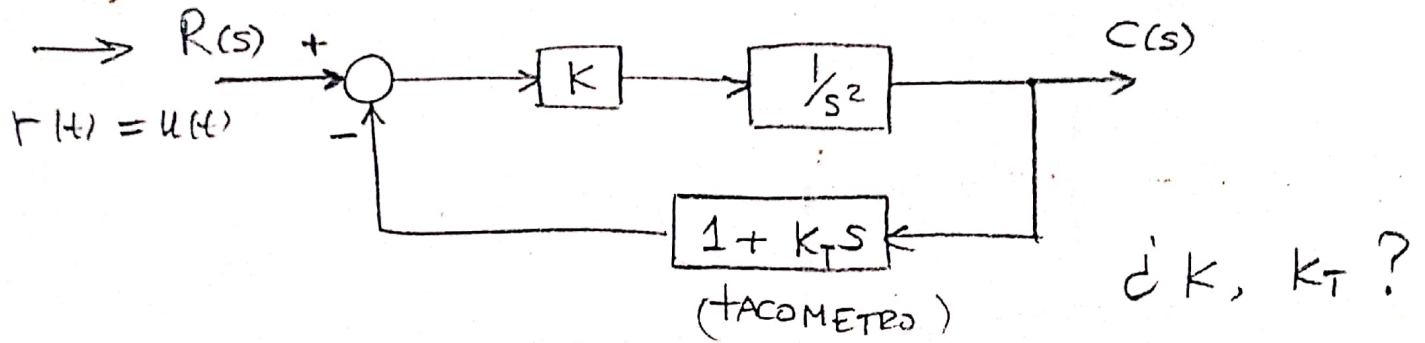 R(s) + C(s)
K 1/s²
r(t) = u(t) -
1 + K_T S
¿ K, K_T ?
(TACOMETRO)